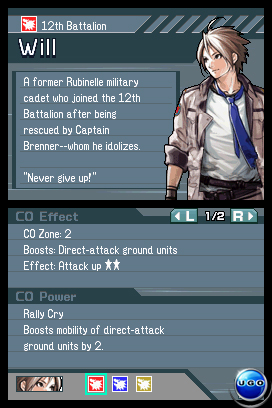 12th Battalion
Will
A former Rubinelle military
cadet who joined the 12th
Battalion after being
rescued by Captain
Brenner--whom he idolizes.
"Never give up!"
CO Effect
L 1/2 R
CO Zone: 2
Boosts: Direct-attack ground units
Effect: Attack up ★★
CO Power
Rally Cry
Boosts mobility of direct-attack
ground units by 2.
UGO